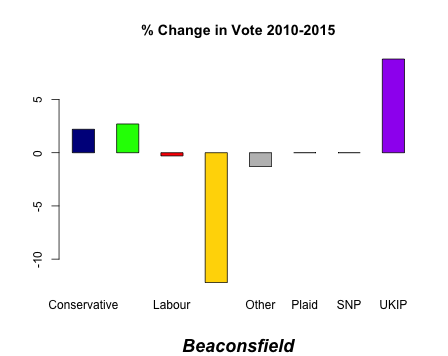 % Change in Vote 2010-2015
5
0
-5
-10
Conservative Labour Other Plaid SNP UKIP
Beaconsfield